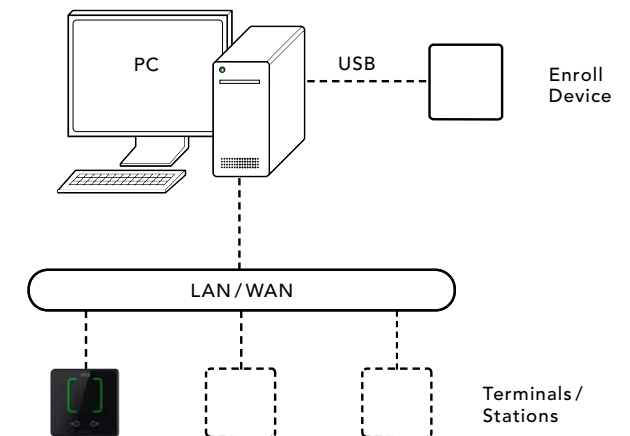 PC
USB
Enroll
Device
LAN/WAN
Terminals/
Stations